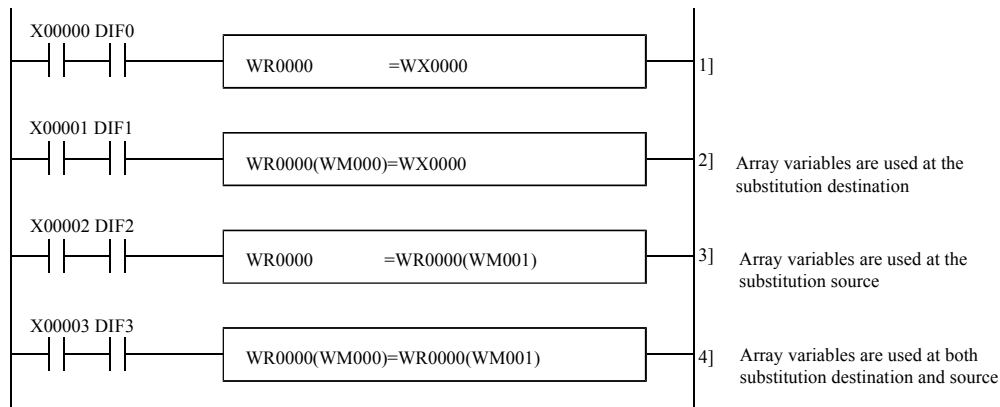 X00000 DIF0
WR0000 =WX0000
1]
X00001 DIF1
WR0000(WM000)=WX0000
2] Array variables are used at the
substitution destination
X00002 DIF2
WR0000 =WR0000(WM001)
3] Array variables are used at the
substitution source
X00003 DIF3
WR0000(WM000)=WR0000(WM001)
4] Array variables are used at both
substitution destination and source